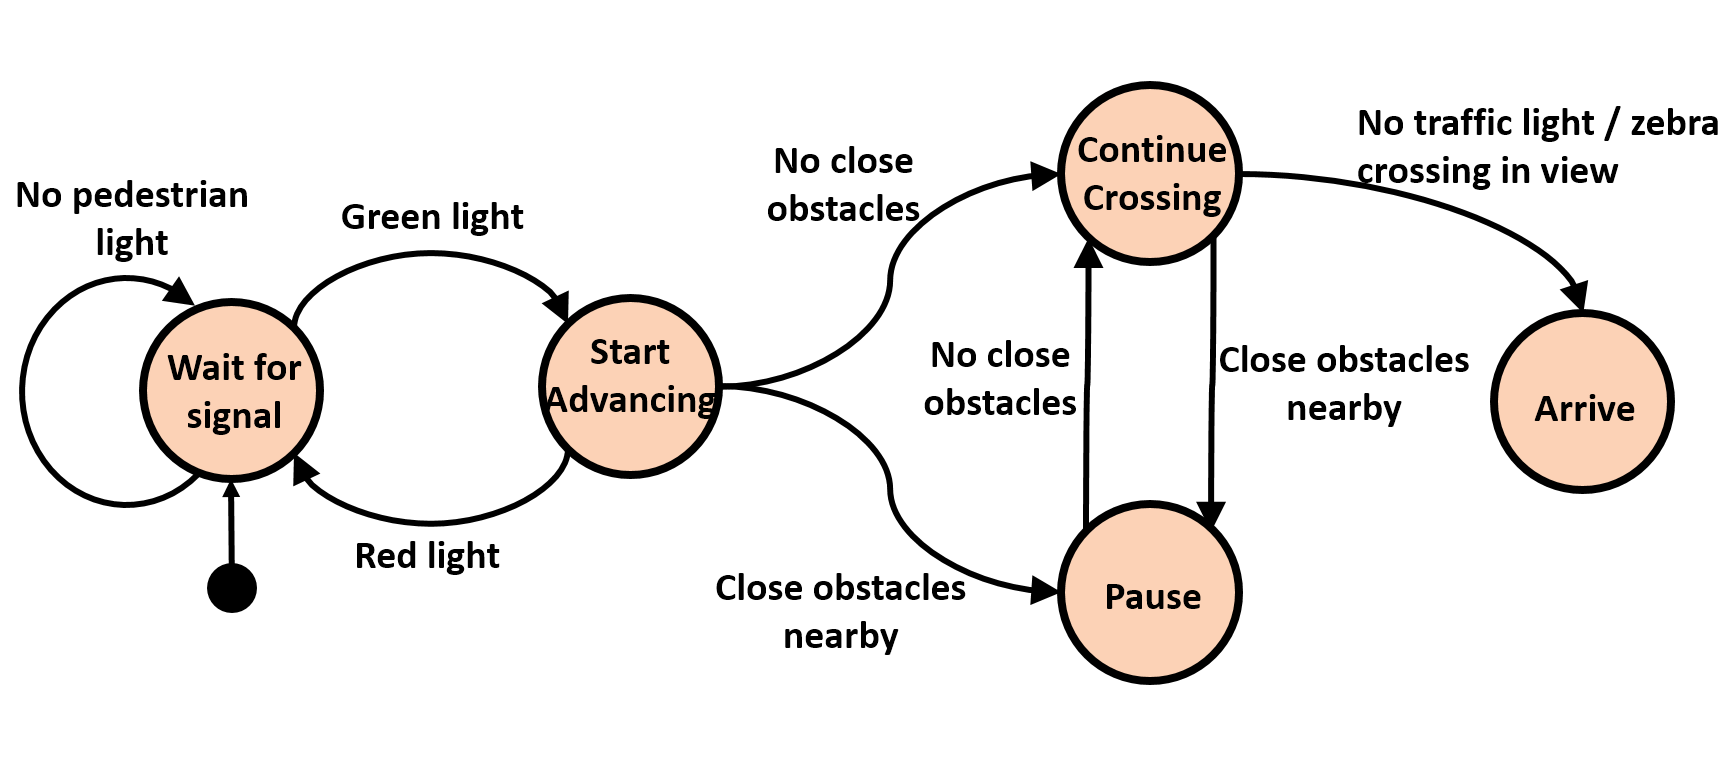 No pedestrian
light
Wait for
signal
Green light
Red light
Start
Advancing
No close
obstacles
Close obstacles
nearby
Continue
Crossing
No close
obstacles
Close obstacles
nearby
Pause
No traffic light / zebra
crossing in view
Arrive